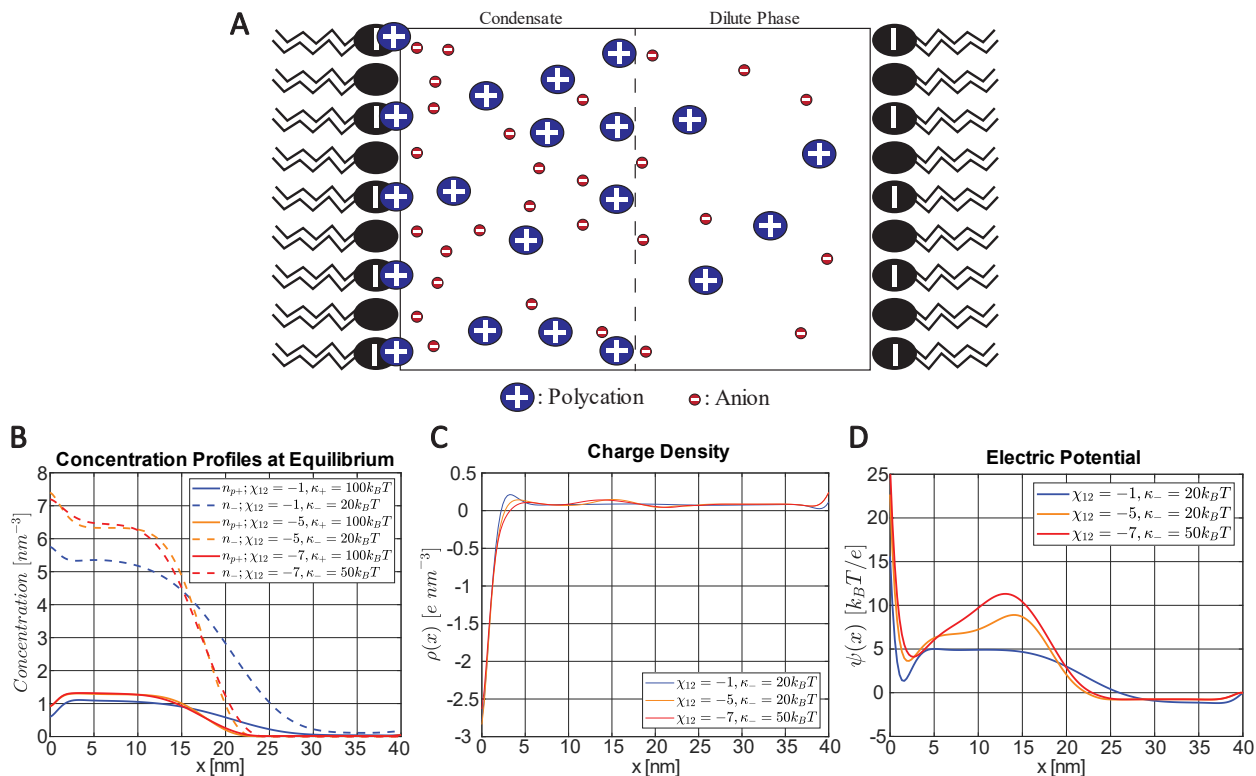 A
Condensate
Dilute Phase
: Polycation
: Anion
B
Concentration Profiles at Equilibrium
Concentration [nm⁻³]
8
7
6
5
4
3
2
1
0
n_{p+}; χ₁₂ = −1, κ₊ = 100k_BT
n₋; χ₁₂ = −1, κ₋ = 20k_BT
n_{p+}; χ₁₂ = −5, κ₊ = 100k_BT
n₋; χ₁₂ = −5, κ₋ = 20k_BT
n_{p+}; χ₁₂ = −7, κ₊ = 100k_BT
n₋; χ₁₂ = −7, κ₋ = 50k_BT
0 5 10 15 20 25 30 35 40
x [nm]
C
Charge Density
ρ(x) [e nm⁻³]
0.5
0
-0.5
-1
-1.5
-2
-2.5
-3
χ₁₂ = −1, κ₋ = 20k_BT
χ₁₂ = −5, κ₋ = 20k_BT
χ₁₂ = −7, κ₋ = 50k_BT
0 5 10 15 20 25 30 35 40
x [nm]
D
Electric Potential
ψ(x) [k_BT/e]
25
20
15
10
5
0
-5
χ₁₂ = −1, κ₋ = 20k_BT
χ₁₂ = −5, κ₋ = 20k_BT
χ₁₂ = −7, κ₋ = 50k_BT
0 5 10 15 20 25 30 35 40
x [nm]